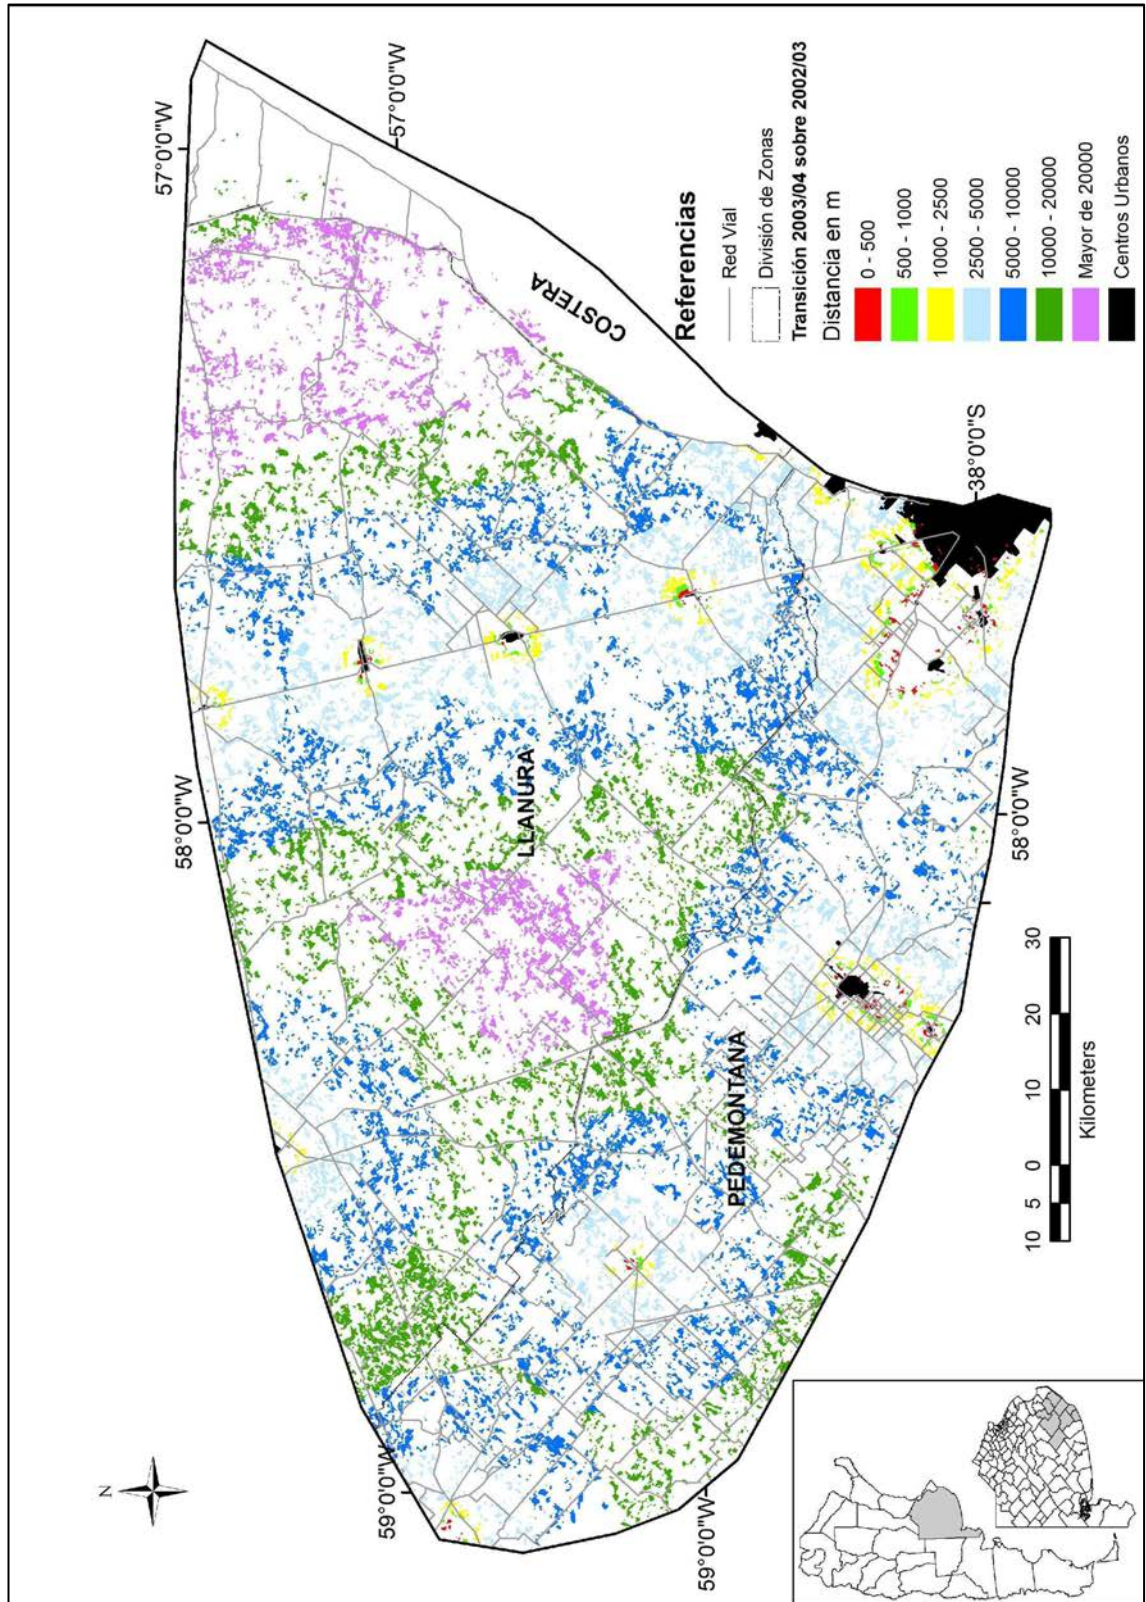 N
57°0'0"W
57°0'0"W
58°0'0"W
58°0'0"W
59°0'0"W
59°0'0"W
38°0'0"S
COSTERA
LLANURA
PEDEMONTANA
Referencias
Red Vial
División de Zonas
Transición 2003/04 sobre 2002/03
Distancia en m
0 - 500
500 - 1000
1000 - 2500
2500 - 5000
5000 - 10000
10000 - 20000
Mayor de 20000
Centros Urbanos
10 5 0 10 20 30
Kilometers